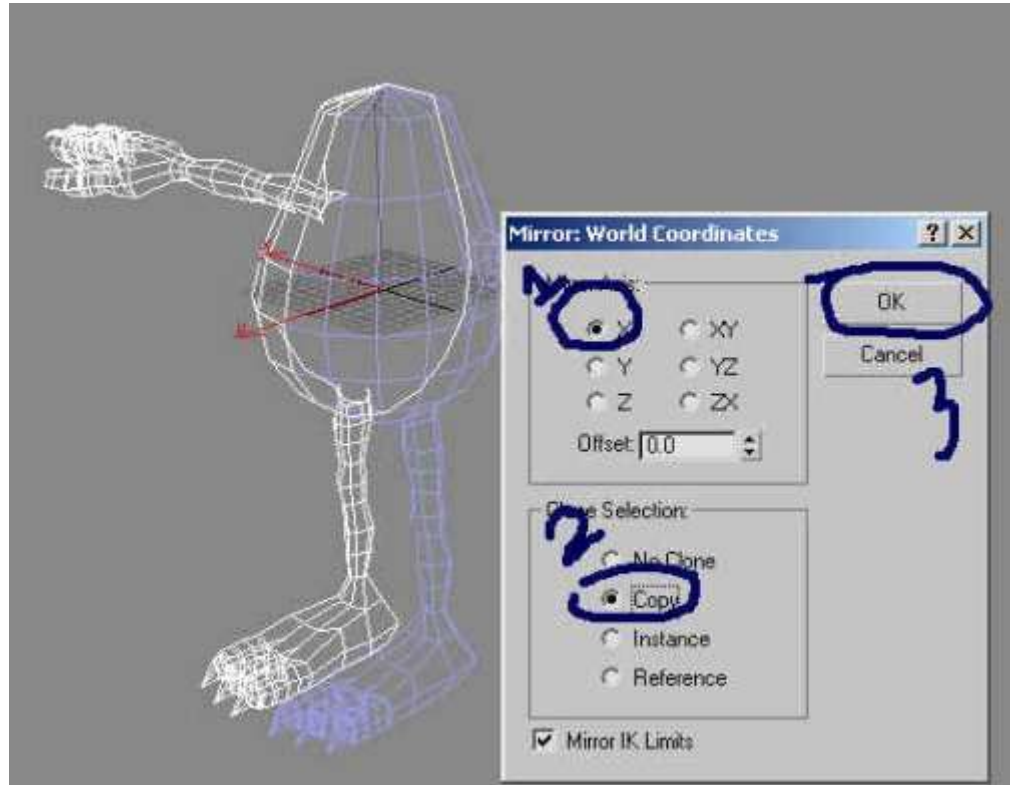 Mirror: World Coordinates
? ×
OK
X XY
Cancel
Y YZ
Z ZX
3
Offset: 0.0
Selection:
2
No Clone
Copy
Instance
Reference
Mirror IK Limits